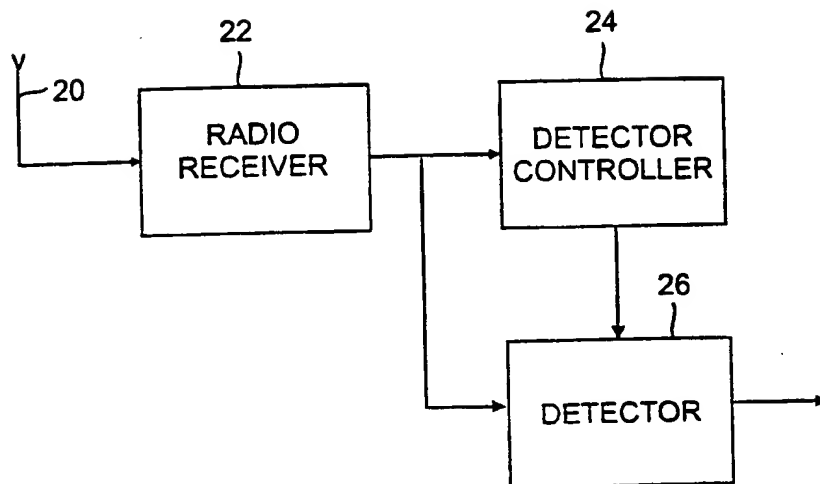 22
24
20
RADIO
RECEIVER
DETECTOR
CONTROLLER
26
DETECTOR